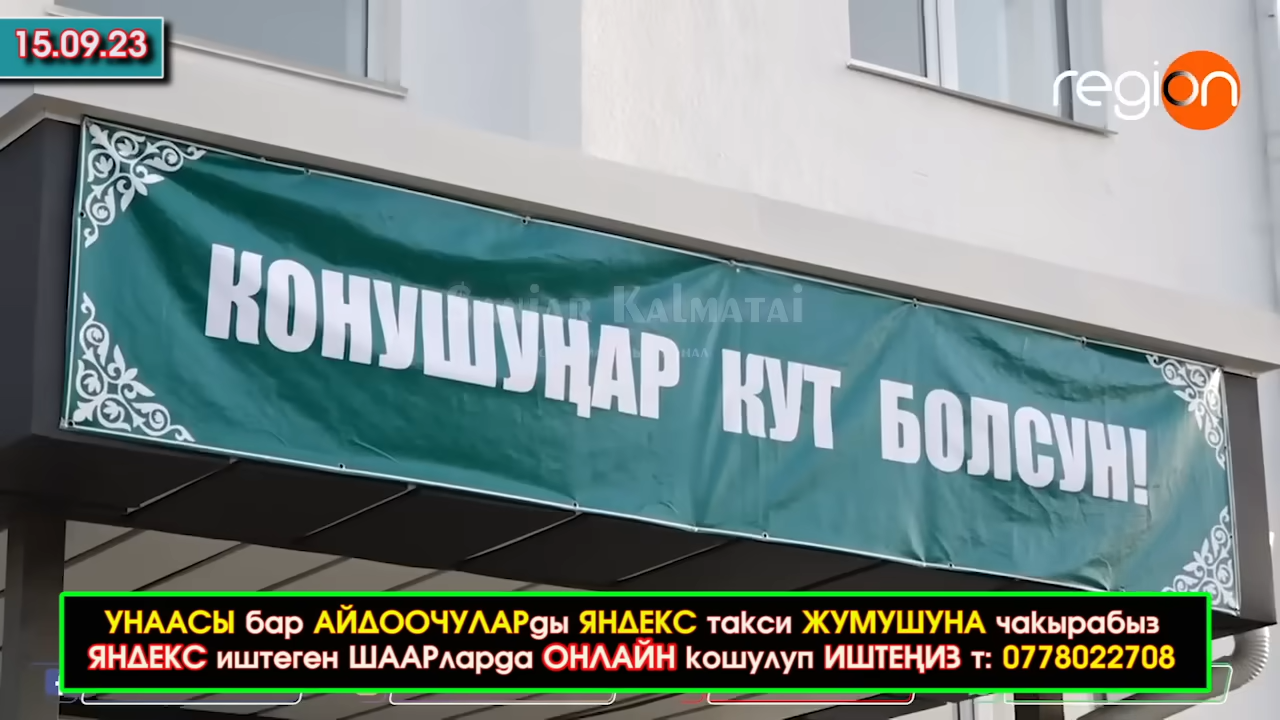 15.09.23
region
КОНУШУҢАР КУТ БОЛСУН!
Kalmatai
УНААСЫ бар АЙДООЧУЛАРды ЯНДЕКС такси ЖУМУШУНА чакырабыз
ЯНДЕКС иштеген ШААРларда ОНЛАЙН кошулуп ИШТЕҢИЗ т: 0778022708